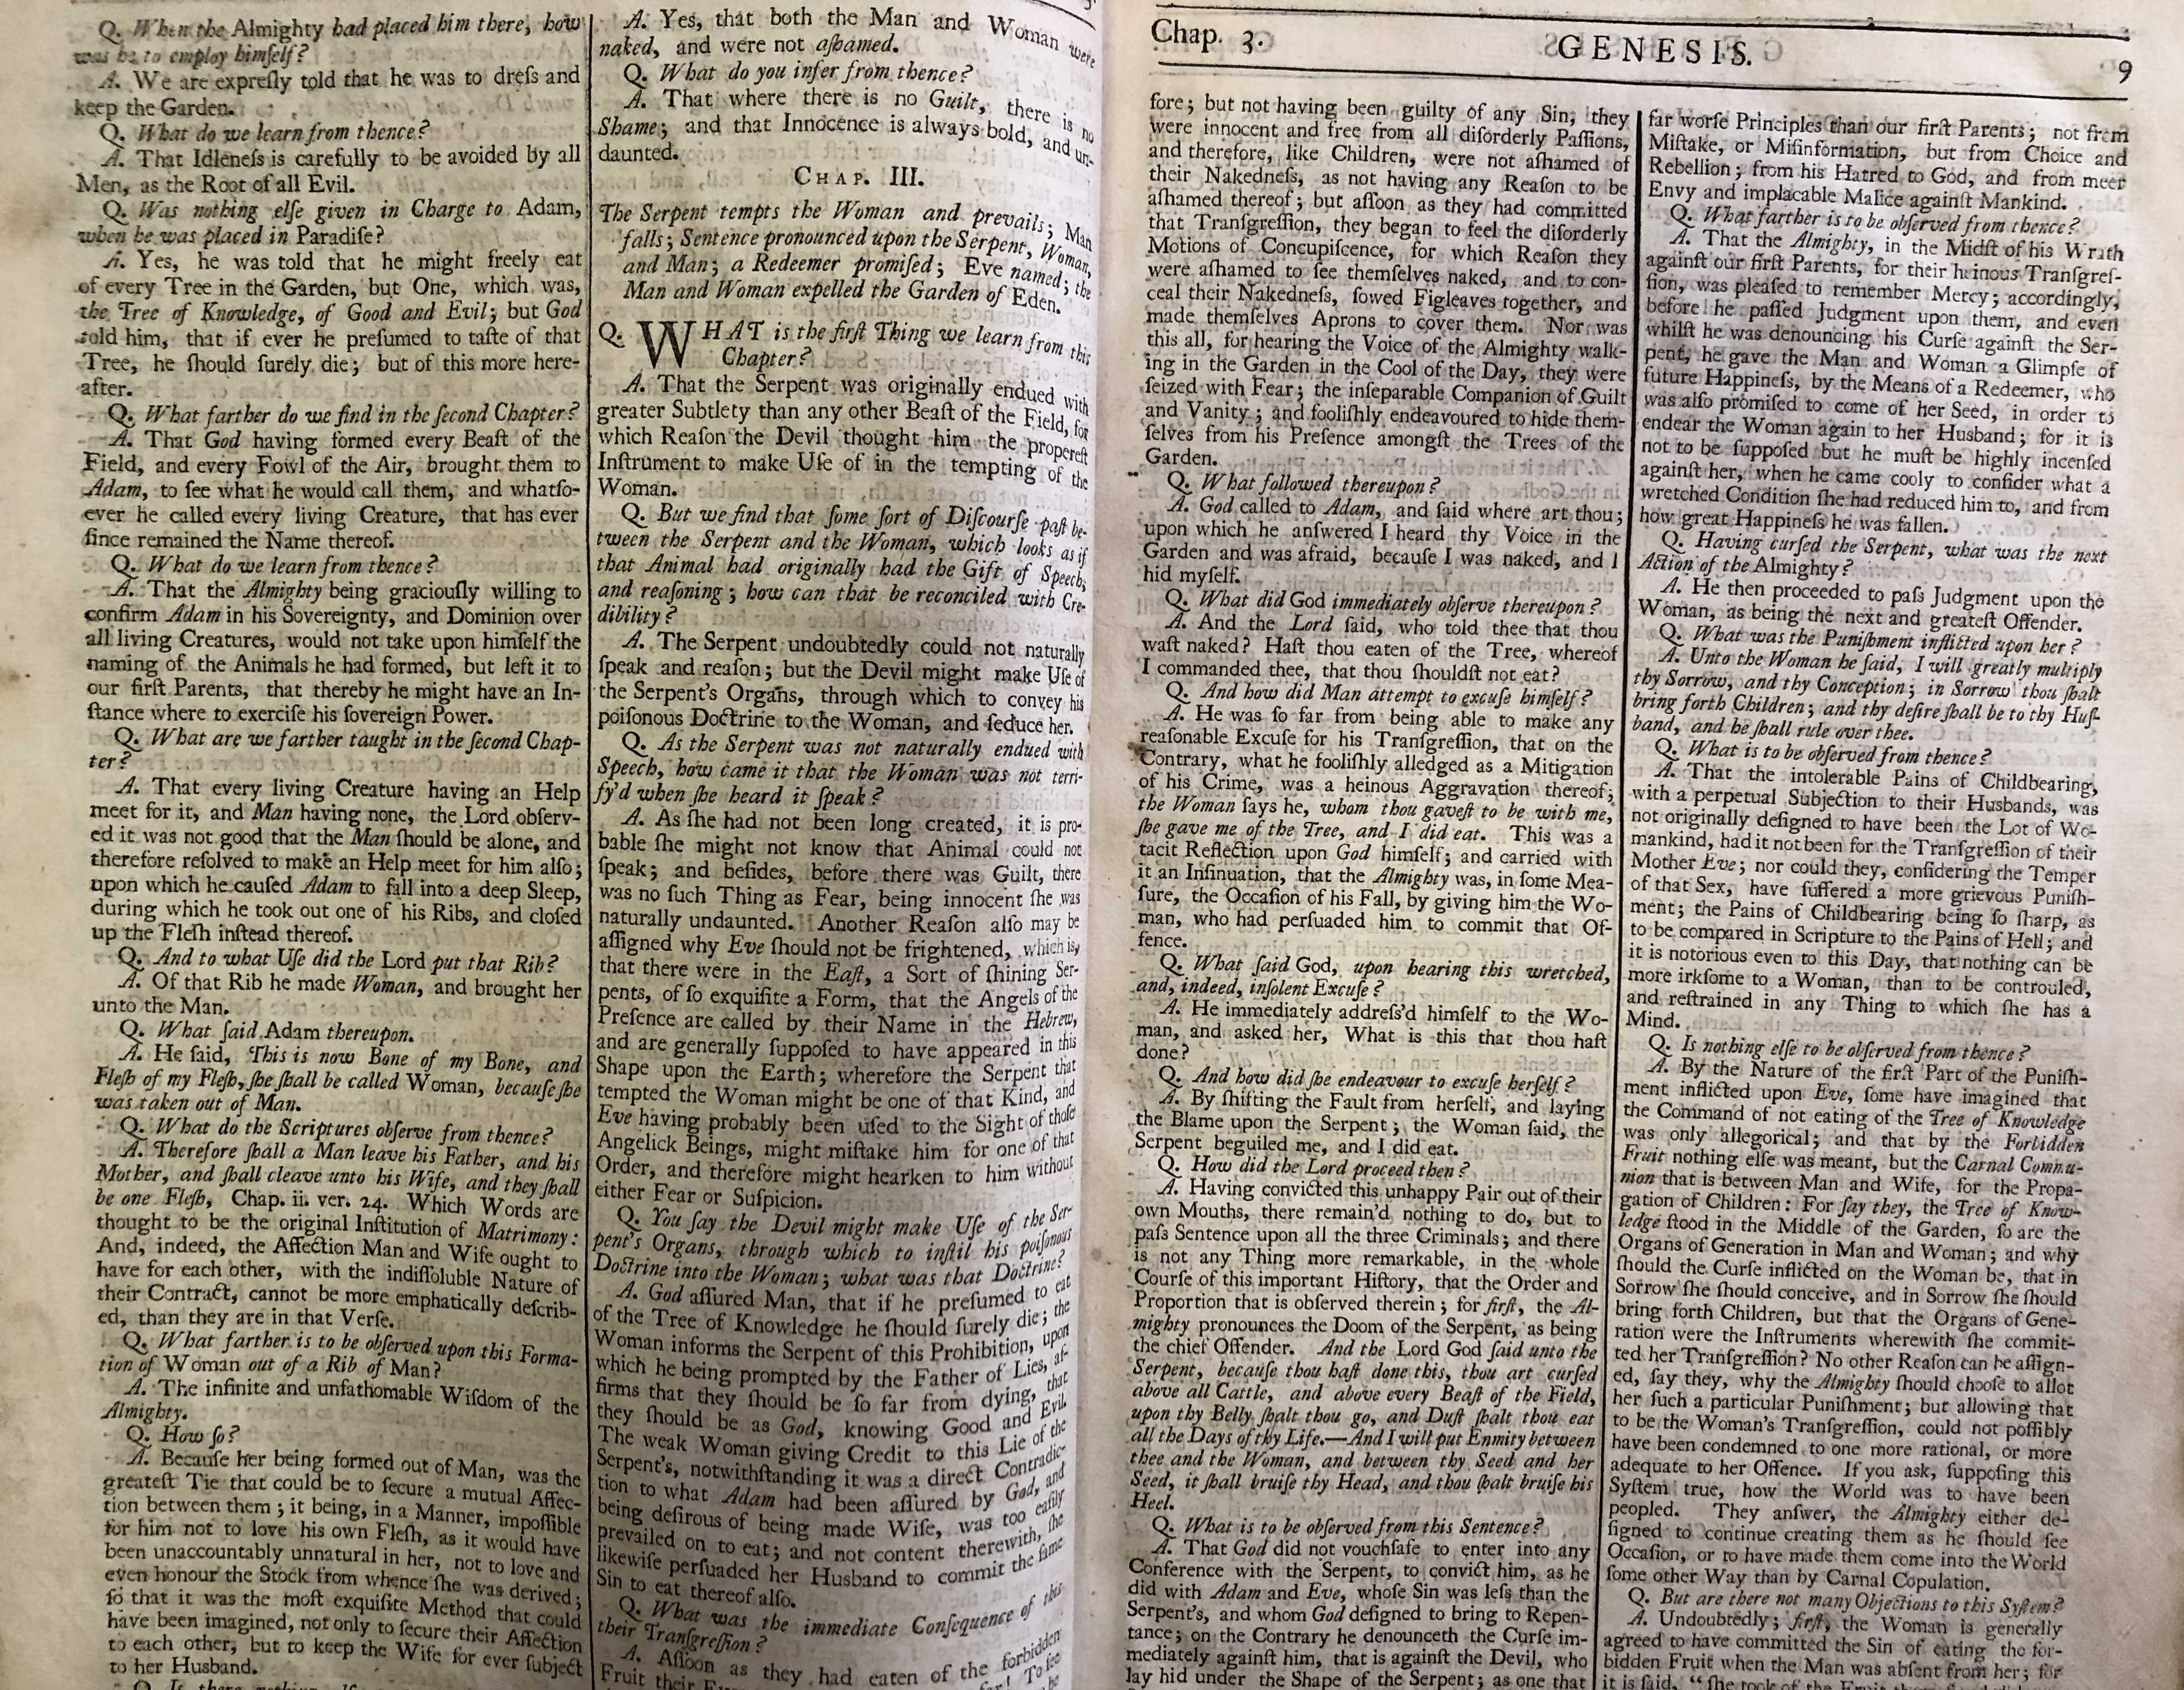 Q. When the Almighty had placed him there, how
was he to employ himſelf?
A. We are expreſly told that he was to dreſs and
keep the Garden.
Q. What do we learn from thence?
A. That Idleneſs is carefully to be avoided by all
Men, as the Root of all Evil.
Q. Was nothing elſe given in Charge to Adam,
when he was placed in Paradiſe?
A. Yes, he was told that he might freely eat
of every Tree in the Garden, but One, which was,
the Tree of Knowledge, of Good and Evil; but God
told him, that if ever he preſumed to taſte of that
Tree, he ſhould ſurely die; but of this more here-
after.
Q. What farther do we find in the ſecond Chapter?
A. That God having formed every Beaſt of the
Field, and every Fowl of the Air, brought them to
Adam, to ſee what he would call them, and whatſo-
ever he called every living Creature, that has ever
ſince remained the Name thereof.
Q. What do we learn from thence?
A. That the Almighty being graciouſly willing to
confirm Adam in his Sovereignty, and Dominion over
all living Creatures, would not take upon himſelf the
naming of the Animals he had formed, but left it to
our firſt Parents, that thereby he might have an In-
ſtance where to exerciſe his ſovereign Power.
Q. What are we farther taught in the ſecond Chap-
ter?
A. That every living Creature having an Help
meet for it, and Man having none, the Lord obſerv-
ed it was not good that the Man ſhould be alone, and
therefore reſolved to make an Help meet for him alſo;
upon which he cauſed Adam to fall into a deep Sleep,
during which he took out one of his Ribs, and cloſed
up the Fleſh inſtead thereof.
Q. And to what Uſe did the Lord put that Rib?
A. Of that Rib he made Woman, and brought her
unto the Man.
Q. What ſaid Adam thereupon.
A. He ſaid, This is now Bone of my Bone, and
Fleſh of my Fleſh, ſhe ſhall be called Woman, becauſe ſhe
was taken out of Man.
Q. What do the Scriptures obſerve from thence?
A. Therefore ſhall a Man leave his Father, and his
Mother, and ſhall cleave unto his Wife, and they ſhall
be one Fleſh, Chap. ii. ver. 24. Which Words are
thought to be the original Inſtitution of Matrimony:
And, indeed, the Affection Man and Wife ought to
have for each other, with the indiſſoluble Nature of
their Contract, cannot be more emphatically deſcrib-
ed, than they are in that Verſe.
Q. What farther is to be obſerved upon this Forma-
tion of Woman out of a Rib of Man?
A. The infinite and unfathomable Wiſdom of the
Almighty.
Q. How ſo?
A. Becauſe her being formed out of Man, was the
greateſt Tie that could be to ſecure a mutual Affec-
tion between them; it being, in a Manner, impoſſible
for him not to love his own Fleſh, as it would have
been unaccountably unnatural in her, not to love and
even honour the Stock from whence ſhe was derived;
ſo that it was the moſt exquiſite Method that could
have been imagined, not only to ſecure their Affection
to each other, but to keep the Wife for ever ſubject
to her Husband.
A. Yes, that both the Man and Woman were
naked, and were not aſhamed.
Q. What do you infer from thence?
A. That where there is no Guilt, there is no
Shame; and that Innocence is always bold, and un-
daunted.
CHAP. III.
The Serpent tempts the Woman and prevails; Man
falls; Sentence pronounced upon the Serpent, Woman,
and Man; a Redeemer promiſed; Eve named; the
Man and Woman expelled the Garden of Eden.
Q. WHAT is the firſt Thing we learn from this
Chapter?
A. That the Serpent was originally endued with
greater Subtlety than any other Beaſt of the Field, for
which Reaſon the Devil thought him the propereſt
Inſtrument to make Uſe of in the tempting of the
Woman.
Q. But we find that ſome ſort of Diſcourſe paſt be-
tween the Serpent and the Woman, which looks as if
that Animal had originally had the Gift of Speech,
and reaſoning; how can that be reconciled with Cre-
dibility?
A. The Serpent undoubtedly could not naturally
ſpeak and reaſon; but the Devil might make Uſe of
the Serpent's Organs, through which to convey his
poiſonous Doctrine to the Woman, and ſeduce her.
Q. As the Serpent was not naturally endued with
Speech, how came it that the Woman was not terri-
fy'd when ſhe heard it ſpeak?
A. As ſhe had not been long created, it is pro-
bable ſhe might not know that Animal could not
ſpeak; and beſides, before there was Guilt, there
was no ſuch Thing as Fear, being innocent ſhe was
naturally undaunted. Another Reaſon alſo may be
aſſigned why Eve ſhould not be frightened, which is,
that there were in the Eaſt, a Sort of ſhining Ser-
pents, of ſo exquiſite a Form, that the Angels of the
Preſence are called by their Name in the Hebrew,
and are generally ſuppoſed to have appeared in this
Shape upon the Earth; wherefore the Serpent that
tempted the Woman might be one of that Kind, and
Eve having probably been uſed to the Sight of thoſe
Angelick Beings, might miſtake him for one of that
Order, and therefore might hearken to him without
either Fear or Suſpicion.
Q. You ſay the Devil might make Uſe of the Ser-
pent's Organs, through which to inſtil his poiſonous
Doctrine into the Woman; what was that Doctrine?
A. God aſſured Man, that if he preſumed to eat
of the Tree of Knowledge he ſhould ſurely die; the
Woman informs the Serpent of this Prohibition, upon
which he being prompted by the Father of Lies, af-
firms that they ſhould be ſo far from dying, that
they ſhould be as God, knowing Good and Evil.
The weak Woman giving Credit to this Lie of the
Serpent's, notwithſtanding it was a direct Contradic-
tion to what Adam had been aſſured by God, and
being deſirous of being made Wiſe, was too eaſily
prevailed on to eat; and not content therewith, ſhe
likewiſe perſuaded her Husband to commit the ſame
Sin to eat thereof alſo.
Q. What was the immediate Conſequence of this
their Tranſgreſſion?
A. Aſſoon as they had eaten of the forbidden
Fruit their
Chap. 3.
GENESIS.
9
fore; but not having been guilty of any Sin, they
were innocent and free from all diſorderly Paſſions,
and therefore, like Children, were not aſhamed of
their Nakedneſs, as not having any Reaſon to be
aſhamed thereof; but aſſoon as they had committed
that Tranſgreſſion, they began to feel the diſorderly
Motions of Concupiſcence, for which Reaſon they
were aſhamed to ſee themſelves naked, and to con-
ceal their Nakedneſs, ſowed Figleaves together, and
made themſelves Aprons to cover them. Nor was
this all, for hearing the Voice of the Almighty walk-
ing in the Garden in the Cool of the Day, they were
ſeized with Fear; the inſeparable Companion of Guilt
and Vanity; and fooliſhly endeavoured to hide them-
ſelves from his Preſence amongſt the Trees of the
Garden.
Q. What followed thereupon?
A. God called to Adam, and ſaid where art thou;
upon which he anſwered I heard thy Voice in the
Garden and was afraid, becauſe I was naked, and I
hid myſelf.
Q. What did God immediately obſerve thereupon?
A. And the Lord ſaid, who told thee that thou
waſt naked? Haſt thou eaten of the Tree, whereof
I commanded thee, that thou ſhouldſt not eat?
Q. And how did Man attempt to excuſe himſelf?
A. He was ſo far from being able to make any
reaſonable Excuſe for his Tranſgreſſion, that on the
Contrary, what he fooliſhly alledged as a Mitigation
of his Crime, was a heinous Aggravation thereof;
the Woman ſays he, whom thou gaveſt to be with me,
ſhe gave me of the Tree, and I did eat. This was a
tacit Reflection upon God himſelf; and carried with
it an Inſinuation, that the Almighty was, in ſome Mea-
ſure, the Occaſion of his Fall, by giving him the Wo-
man, who had perſuaded him to commit that Of-
fence.
Q. What ſaid God, upon hearing this wretched,
and, indeed, inſolent Excuſe?
A. He immediately addreſs'd himſelf to the Wo-
man, and asked her, What is this that thou haſt
done?
Q. And how did ſhe endeavour to excuſe herſelf?
A. By ſhifting the Fault from herſelf, and laying
the Blame upon the Serpent; the Woman ſaid, the
Serpent beguiled me, and I did eat.
Q. How did the Lord proceed then?
A. Having convicted this unhappy Pair out of their
own Mouths, there remain'd nothing to do, but to
paſs Sentence upon all the three Criminals; and there
is not any Thing more remarkable, in the whole
Courſe of this important Hiſtory, that the Order and
Proportion that is obſerved therein; for firſt, the Al-
mighty pronounces the Doom of the Serpent, as being
the chief Offender. And the Lord God ſaid unto the
Serpent, becauſe thou haſt done this, thou art curſed
above all Cattle, and above every Beaſt of the Field,
upon thy Belly ſhalt thou go, and Duſt ſhalt thou eat
all the Days of thy Life.—And I will put Enmity between
thee and the Woman, and between thy Seed and her
Seed, it ſhall bruiſe thy Head, and thou ſhalt bruiſe his
Heel.
Q. What is to be obſerved from this Sentence?
A. That God did not vouchſafe to enter into any
Conference with the Serpent, to convict him, as he
did with Adam and Eve, whoſe Sin was leſs than the
Serpent's, and whom God deſigned to bring to Repen-
tance; on the Contrary he denounceth the Curſe im-
mediately againſt him, that is againſt the Devil, who
lay hid under the Shape of the Serpent; as one that
far worſe Principles than our firſt Parents; not from
Miſtake, or Miſinformation, but from Choice and
Rebellion; from his Hatred to God, and from meer
Envy and implacable Malice againſt Mankind.
Q. What farther is to be obſerved from thence?
A. That the Almighty, in the Midſt of his Wrath
againſt our firſt Parents, for their heinous Tranſgreſ-
ſion, was pleaſed to remember Mercy; accordingly,
before he paſſed Judgment upon them, and even
whilſt he was denouncing his Curſe againſt the Ser-
pent, he gave the Man and Woman a Glimpſe of
future Happineſs, by the Means of a Redeemer, who
was alſo promiſed to come of her Seed, in order to
endear the Woman again to her Husband; for it is
not to be ſuppoſed but he muſt be highly incenſed
againſt her, when he came cooly to conſider what a
wretched Condition ſhe had reduced him to, and from
how great Happineſs he was fallen.
Q. Having curſed the Serpent, what was the next
Action of the Almighty?
A. He then proceeded to paſs Judgment upon the
Woman, as being the next and greateſt Offender.
Q. What was the Puniſhment inflicted upon her?
A. Unto the Woman he ſaid, I will greatly multiply
thy Sorrow, and thy Conception; in Sorrow thou ſhalt
bring forth Children; and thy deſire ſhall be to thy Huſ-
band, and he ſhall rule over thee.
Q. What is to be obſerved from thence?
A. That the intolerable Pains of Childbearing,
with a perpetual Subjection to their Husbands, was
not originally deſigned to have been the Lot of Wo-
mankind, had it not been for the Tranſgreſſion of their
Mother Eve; nor could they, conſidering the Temper
of that Sex, have ſuffered a more grievous Puniſh-
ment; the Pains of Childbearing being ſo ſharp, as
to be compared in Scripture to the Pains of Hell; and
it is notorious even to this Day, that nothing can be
more irkſome to a Woman, than to be controuled,
and reſtrained in any Thing to which ſhe has a
Mind.
Q. Is nothing elſe to be obſerved from thence?
A. By the Nature of the firſt Part of the Puniſh-
ment inflicted upon Eve, ſome have imagined that
the Command of not eating of the Tree of Knowledge
was only allegorical; and that by the Forbidden
Fruit nothing elſe was meant, but the Carnal Commu-
nion that is between Man and Wife, for the Propa-
gation of Children: For ſay they, the Tree of Know-
ledge ſtood in the Middle of the Garden, ſo are the
Organs of Generation in Man and Woman; and why
ſhould the Curſe inflicted on the Woman be, that in
Sorrow ſhe ſhould conceive, and in Sorrow ſhe ſhould
bring forth Children, but that the Organs of Gene-
ration were the Inſtruments wherewith ſhe commit-
ted her Tranſgreſſion? No other Reaſon can be aſſign-
ed, ſay they, why the Almighty ſhould chooſe to allot
her ſuch a particular Puniſhment; but allowing that
to be the Woman's Tranſgreſſion, could not poſſibly
have been condemned to one more rational, or more
adequate to her Offence. If you ask, ſuppoſing this
Syſtem true, how the World was to have been
peopled. They anſwer, the Almighty either de-
ſigned to continue creating them as he ſhould ſee
Occaſion, or to have made them come into the World
ſome other Way than by Carnal Copulation.
Q. But are there not many Objections to this Syſtem?
A. Undoubtedly; firſt, the Woman is generally
agreed to have committed the Sin of eating the for-
bidden Fruit when the Man was abſent from her; for
it is ſaid, "ſhe took of the Fruit